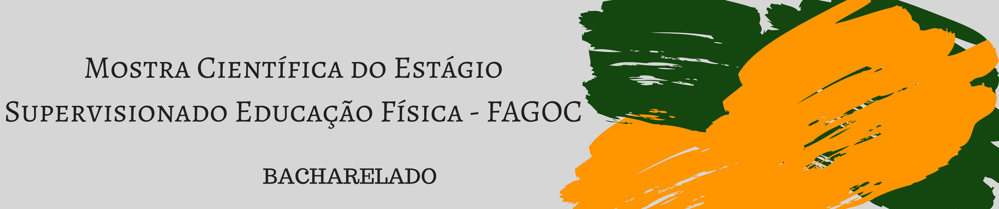 Mostra Científica do Estágio
Supervisionado Educação Física - FAGOC
BACHARELADO